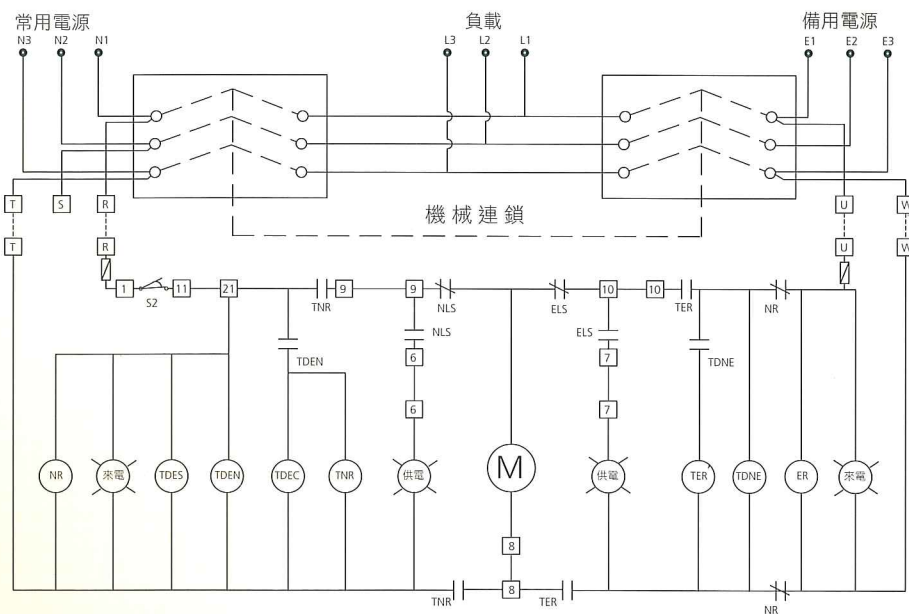 常用電源 負载 備用電源
N3 N2 N1 L3 L2 L1 E1 E2 E3
T S R 機械連鎖 U W
T R U W
1 S2 11 21 TNR 9 9 NLS ELS 10 10 TER NR
TDEN NLS ELS TDNE
6 7
6 7
NR 來電 TDES TDEN TDEC TNR 供電 M 供電 TER TDNE ER 來電
8
TNR 8 TER NR